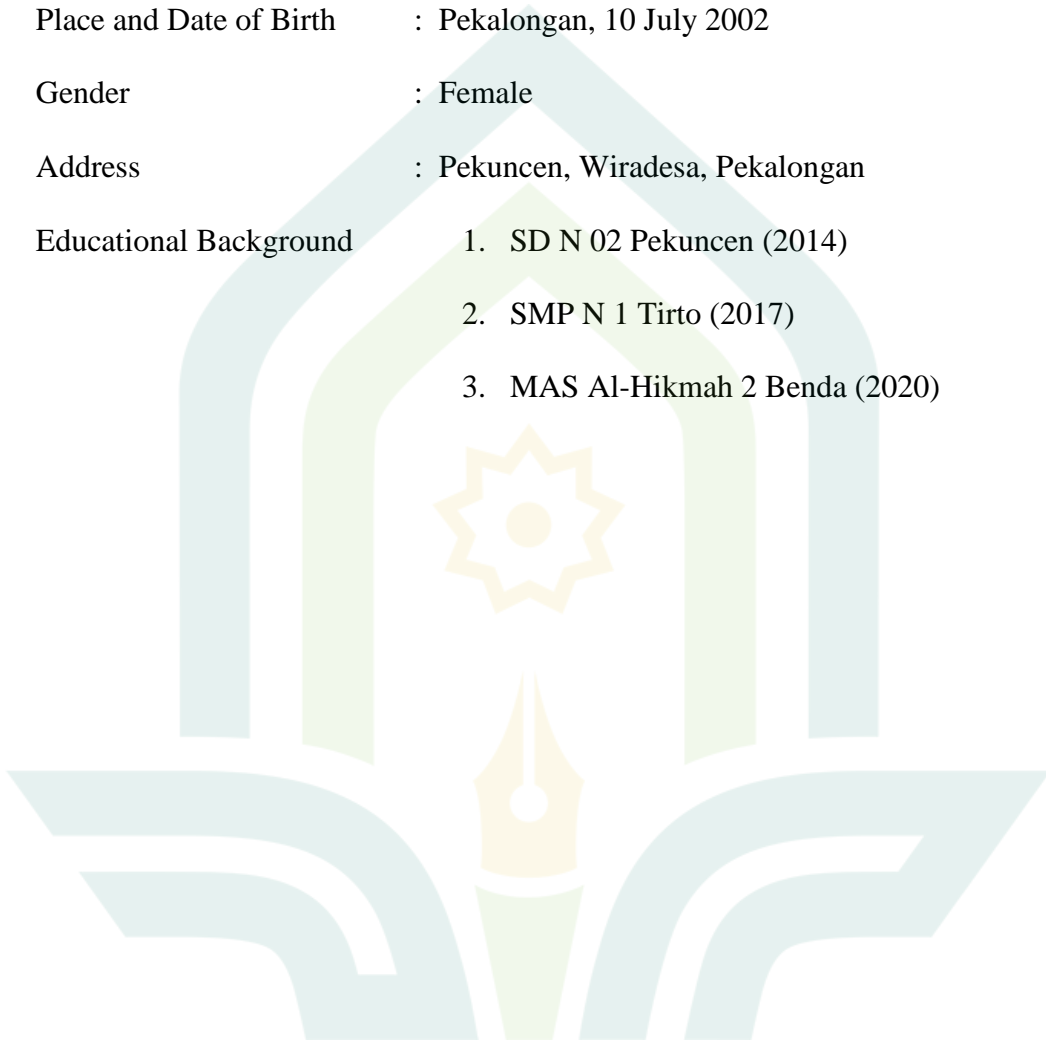 Place and Date of Birth : Pekalongan, 10 July 2002
Gender : Female
Address : Pekuncen, Wiradesa, Pekalongan
Educational Background 1. SD N 02 Pekuncen (2014)
2. SMP N 1 Tirto (2017)
3. MAS Al-Hikmah 2 Benda (2020)